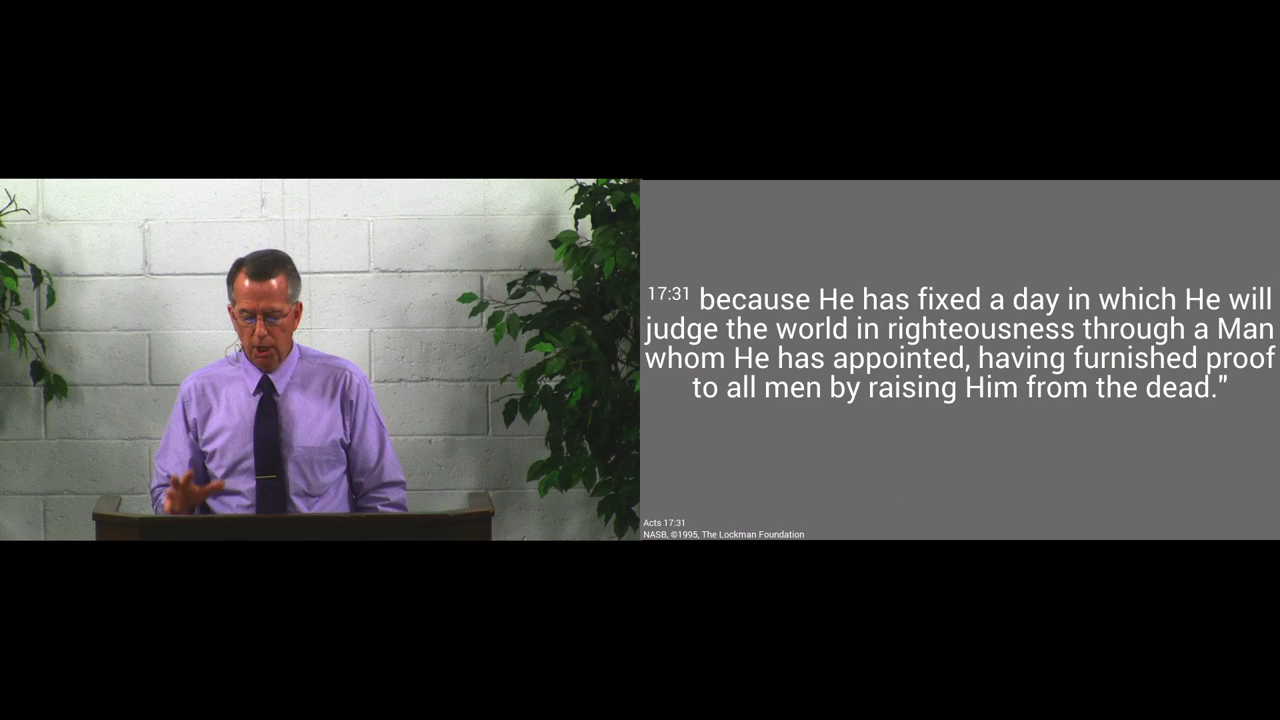 17:31 because He has fixed a day in which He will
judge the world in righteousness through a Man
whom He has appointed, having furnished proof
to all men by raising Him from the dead."
Acts 17:31
NASB, ©1995, The Lockman Foundation